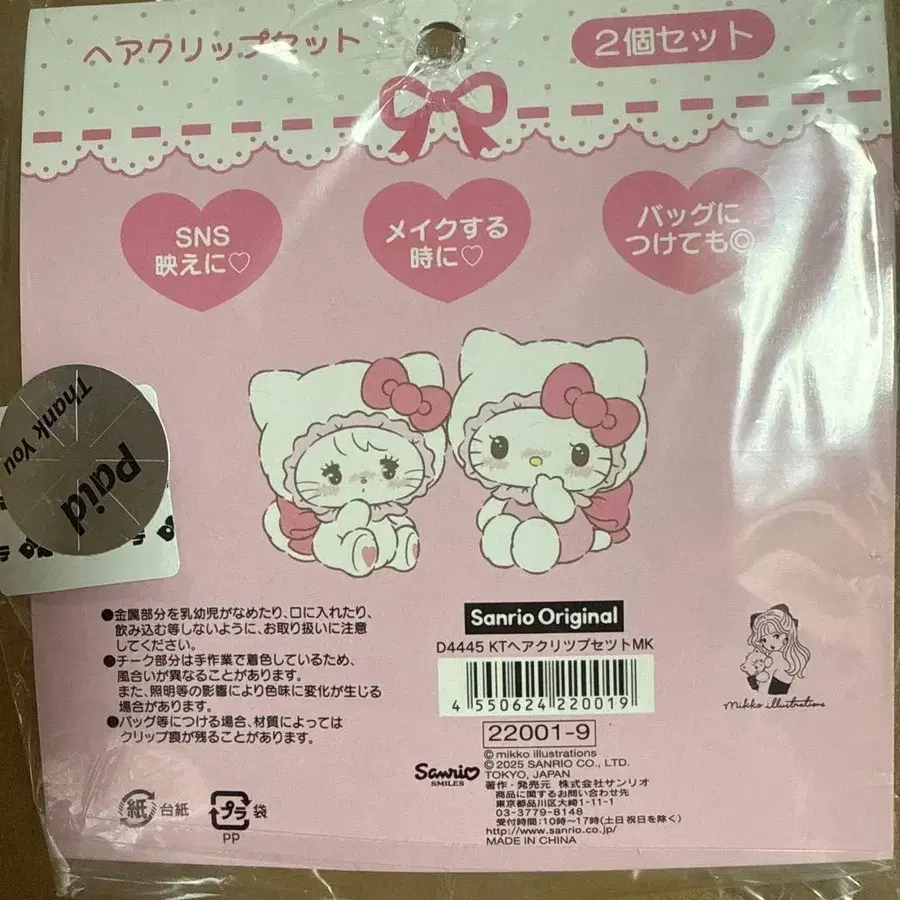 ヘアクリップセット
2個セット
SNS
映えに♡
メイクする
時に♡
バッグに
つけても◎
Thank You
Paid
●金属部分を乳幼児がなめたり、口に入れたり、
飲み込む等しないように、お取り扱いに注意
してください。
●チーク部分は手作業で着色しているため、
風合いが異なることがあります。
また、照明等の影響により色味に変化が生じる
場合があります。
●バッグ等につける場合、材質によっては
クリップ痕が残ることがあります。
紙 台紙
プラ 袋
PP
Sanrio Original
D4445 KTヘアクリツプセットMK
4 550624 220019
22001-9
© mikko illustrations
© 2025 SANRIO CO., LTD.
TOKYO, JAPAN
著作・発売元 株式会社サンリオ
商品に関するお問い合わせ先
東京都品川区大崎1-11-1
03-3779-8148
受付時間:10時〜17時(土日祝日を除く)
http://www.sanrio.co.jp/
MADE IN CHINA
Sanrio
SMILES
mikko illustrations